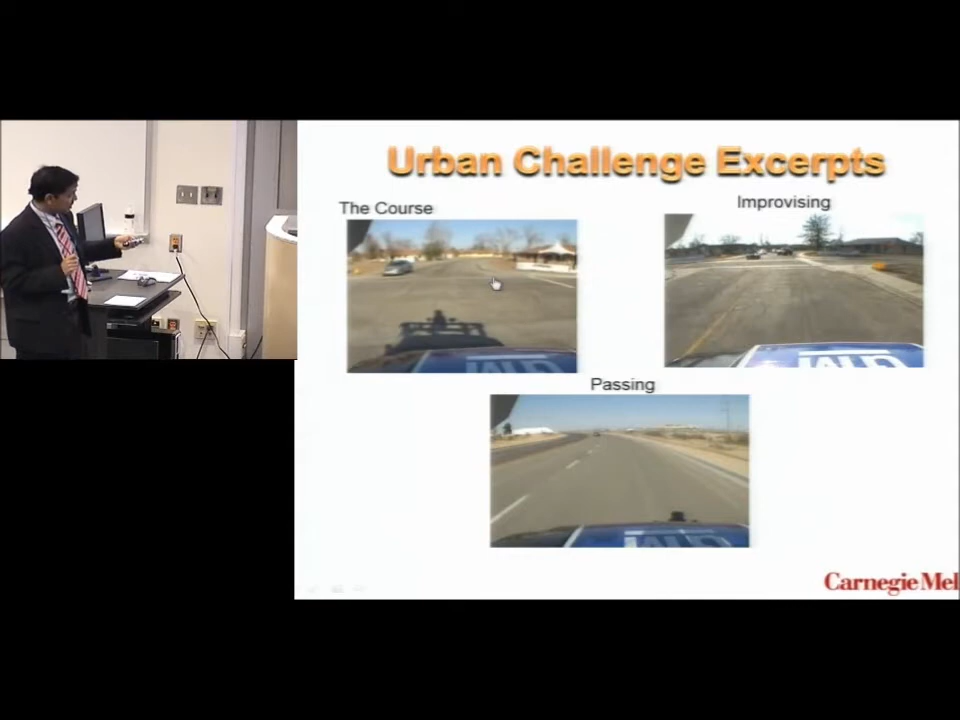 Urban Challenge Excerpts
The Course
Improvising
Passing
Carnegie Mel